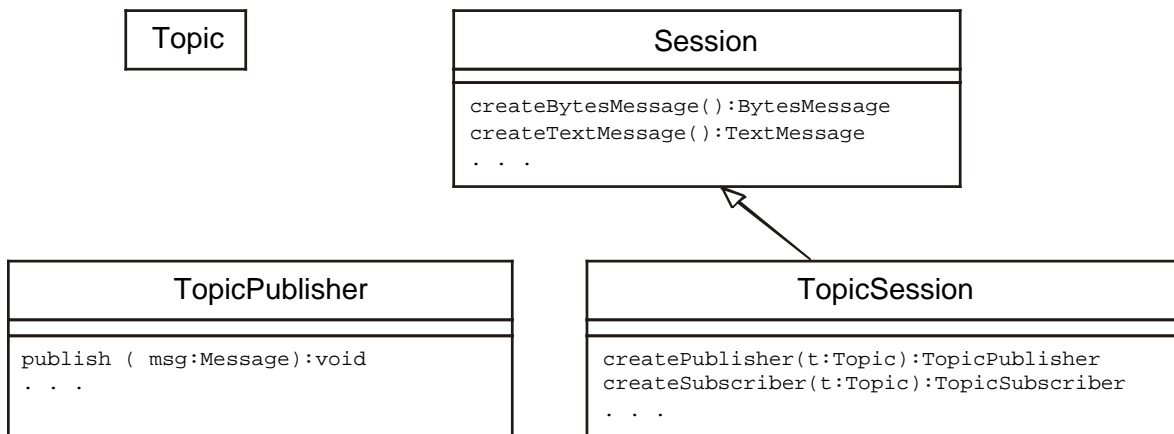 Topic
Session
createBytesMessage():BytesMessage
createTextMessage():TextMessage
. . .
TopicPublisher
publish ( msg:Message):void
. . .
TopicSession
createPublisher(t:Topic):TopicPublisher
createSubscriber(t:Topic):TopicSubscriber
. . .